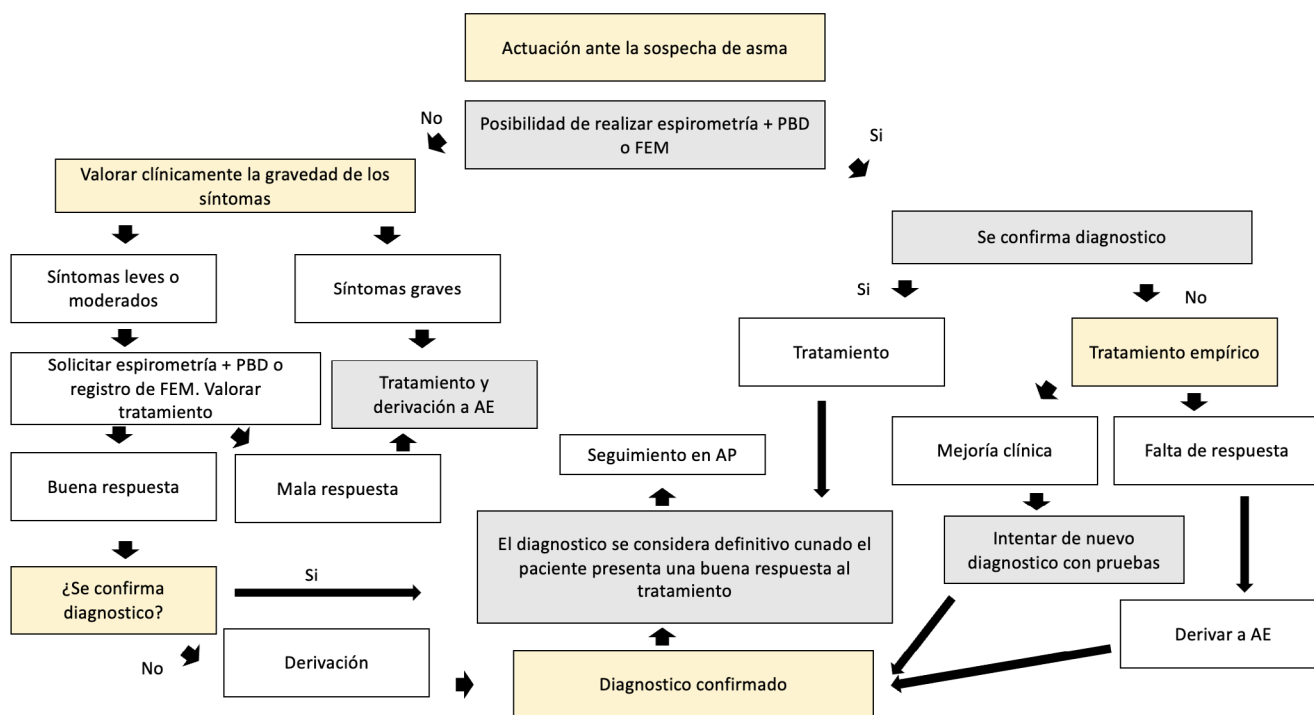 Actuación ante la sospecha de asma
No
Posibilidad de realizar espirometría + PBD
o FEM
Si
Valorar clínicamente la gravedad de los
síntomas
Se confirma diagnostico
Síntomas leves o
moderados
Síntomas graves
Si
No
Solicitar espirometría + PBD o
registro de FEM. Valorar
tratamiento
Tratamiento y
derivación a AE
Tratamiento
Tratamiento empírico
Buena respuesta
Mala respuesta
Seguimiento en AP
Mejoría clínica
Falta de respuesta
El diagnostico se considera definitivo cunado el
paciente presenta una buena respuesta al
tratamiento
Intentar de nuevo
diagnostico con pruebas
¿Se confirma
diagnostico?
Si
No
Derivación
Diagnostico confirmado
Derivar a AE